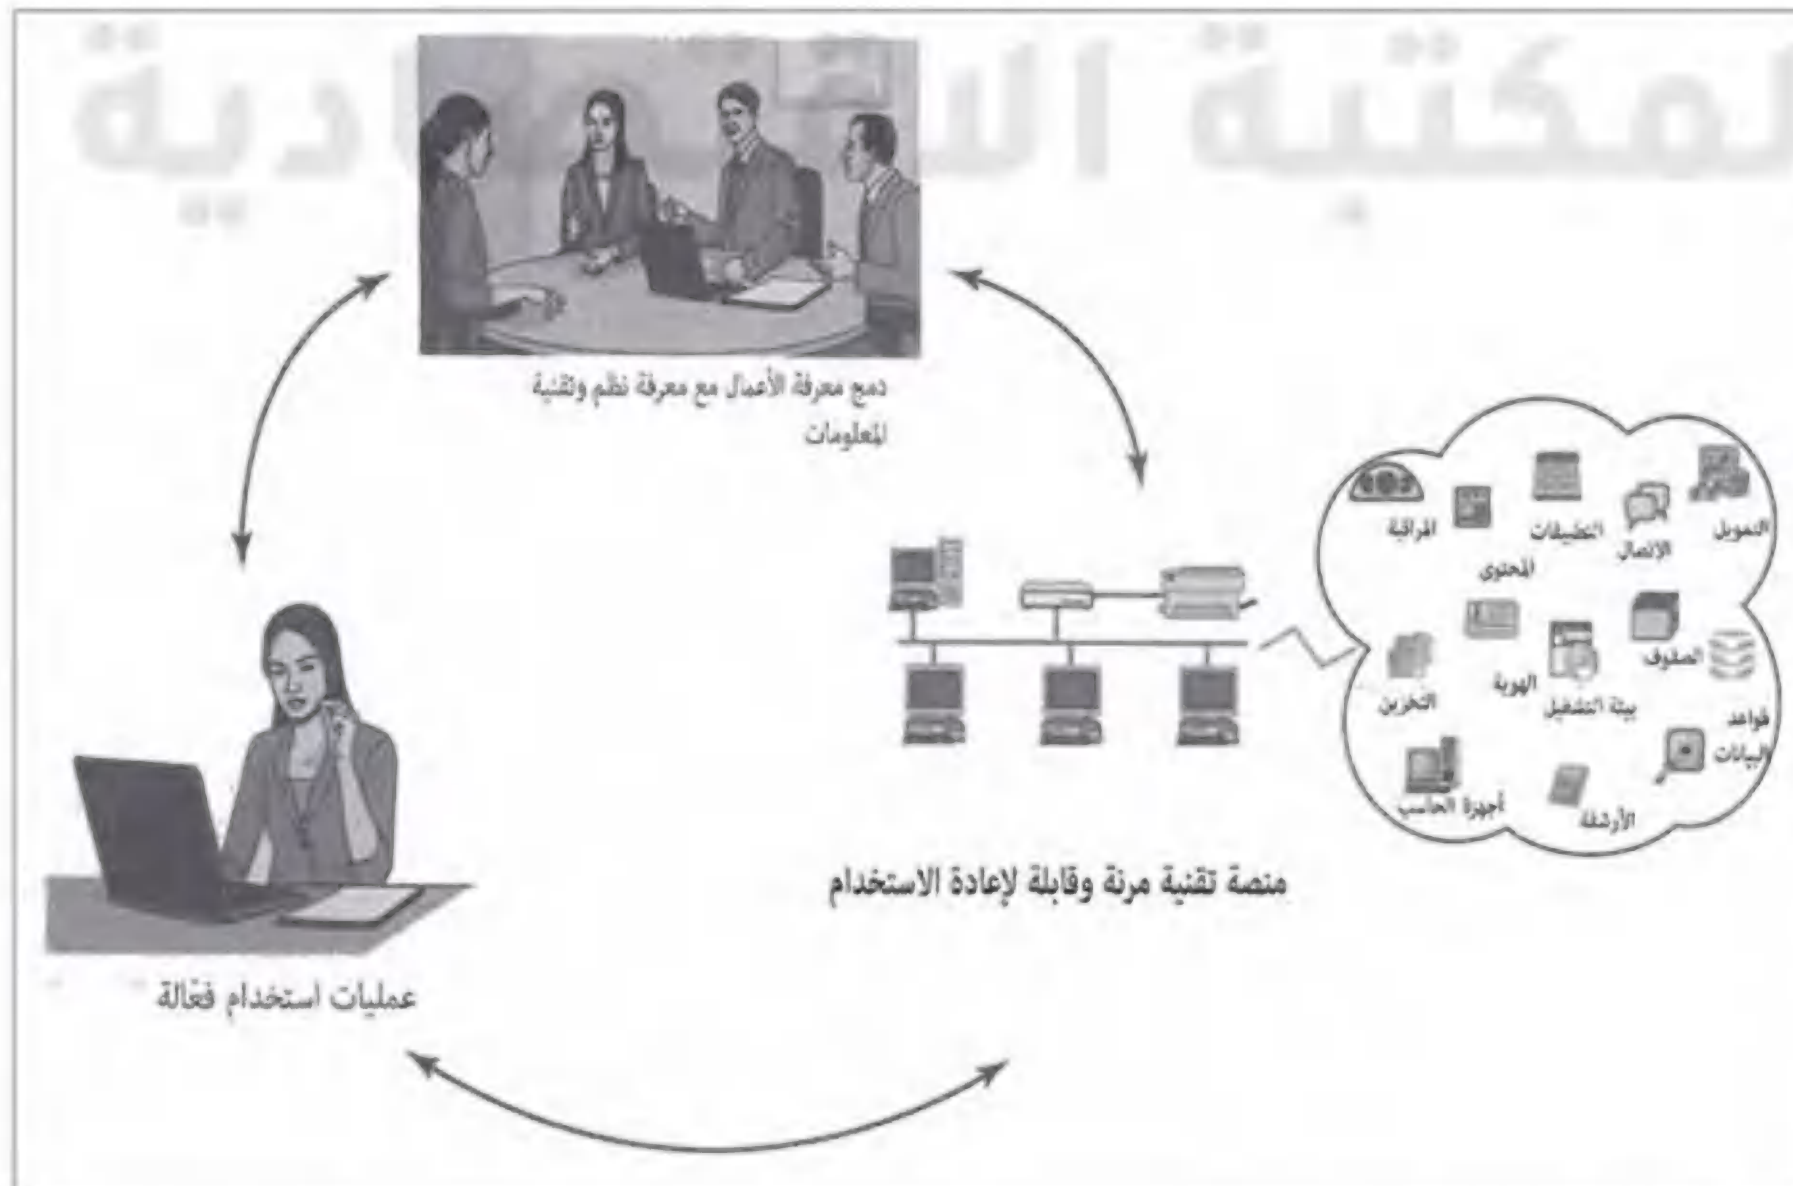 دمج معرفة الأعمال مع معرفة نظم وتقنية
المعلومات
التمويل
الاتصال
التطبيقات
المحتوى
المراقبة
قواعد
البيانات
الصفوف
بيئة التشغيل
الهوية
التخزين
الأرشفة
أجهزة الحاسب
منصة تقنية مرنة وقابلة لإعادة الاستخدام
عمليات استخدام فعّالة